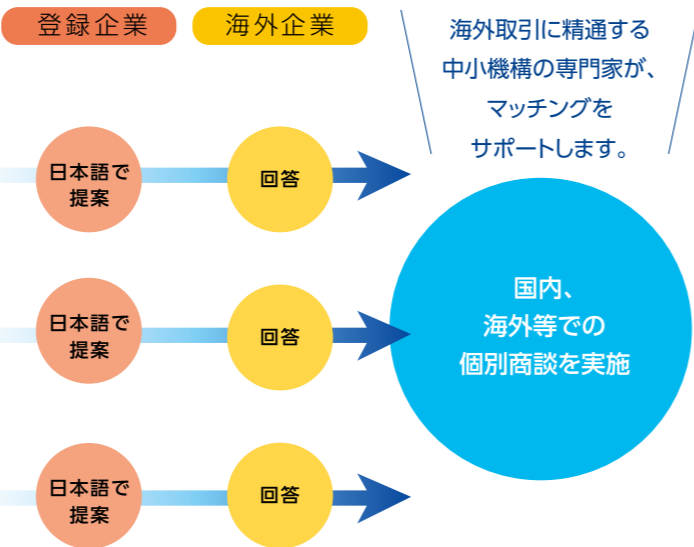 登録企業
海外企業
海外取引に精通する
中小機構の専門家が、
マッチングを
サポートします。
日本語で
提案
回答
国内、
海外等での
個別商談を実施
日本語で
提案
回答
日本語で
提案
回答